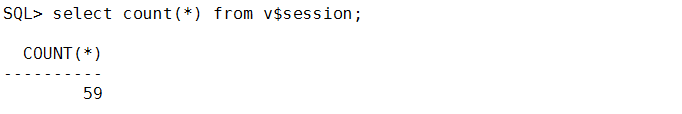 SQL> select count(*) from v$session;
COUNT(*)
----------
59